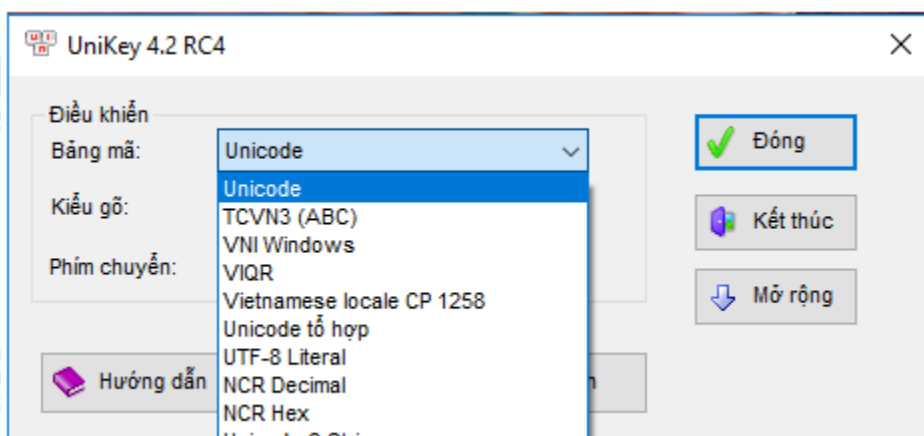 UniKey 4.2 RC4
Điều khiển
Bảng mã:
Unicode
Đóng
Unicode
Kiểu gõ:
TCVN3 (ABC)
Kết thúc
VNI Windows
Phím chuyển:
VIQR
Vietnamese locale CP 1258
Mở rộng
Unicode tổ hợp
UTF-8 Literal
Hướng dẫn
NCR Decimal
NCR Hex